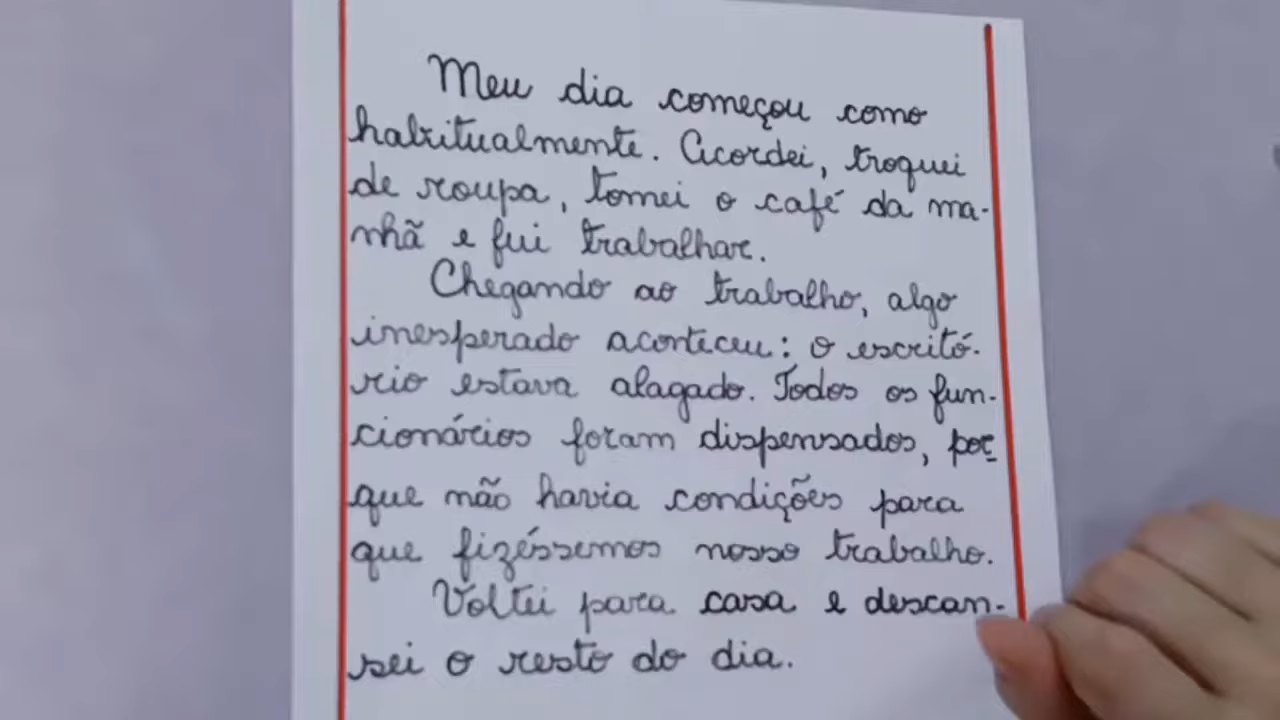 Meu dia começou como
habitualmente. Acordei, troquei
de roupa, tomei o café da ma-
nhã e fui trabalhar.
Chegando ao trabalho, algo
inesperado aconteceu: o escritó-
rio estava alagado. Todos os fun-
cionários foram dispensados, por
que não havia condições para
que fizéssemos nosso trabalho.
Voltei para casa e descan-
sei o resto do dia.